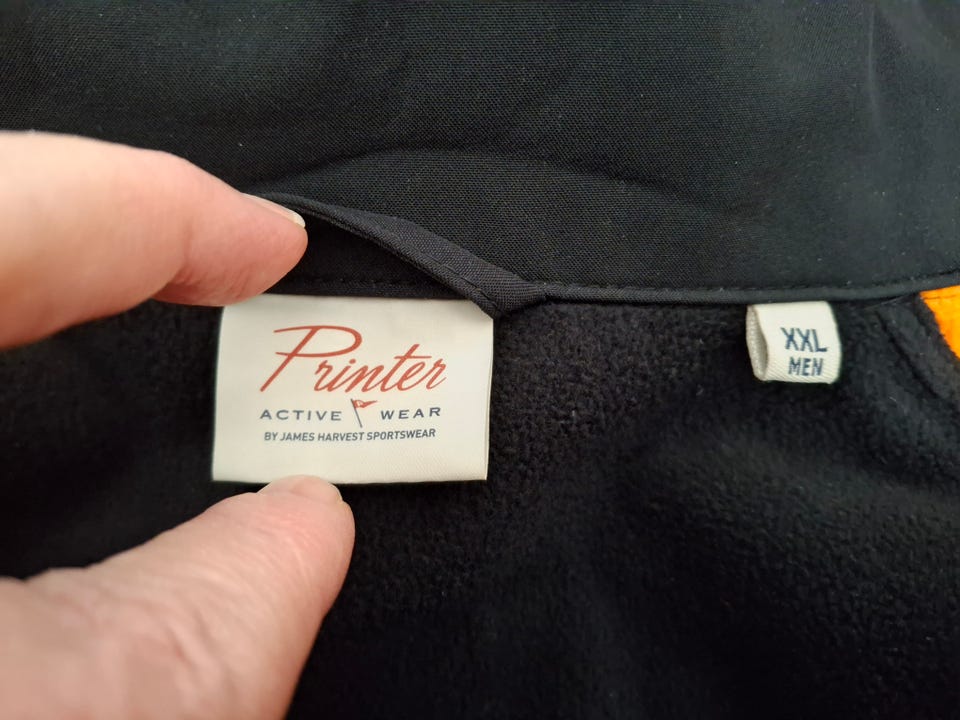 Printer
ACTIVE WEAR
BY JAMES HARVEST SPORTSWEAR
XXL
MEN